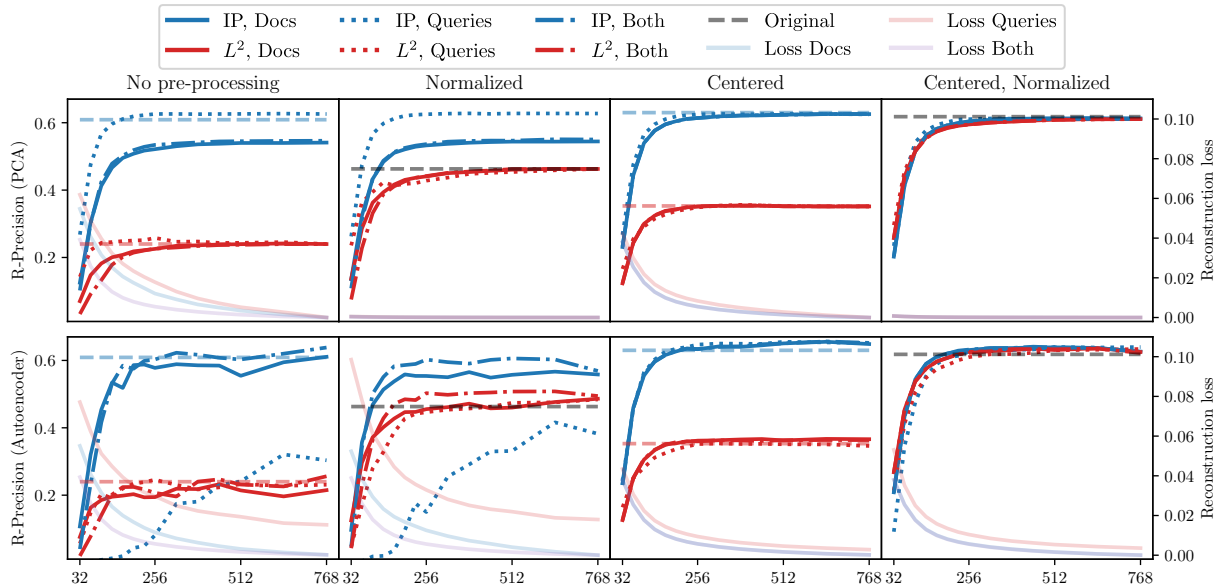 IP, Docs IP, Queries IP, Both Original Loss Queries
L², Docs L², Queries L², Both Loss Docs Loss Both
No pre-processing Normalized Centered Centered, Normalized
R-Precision (PCA)
0.6
0.4
0.2
0.10
0.08
0.06
0.04
0.02
0.00
Reconstruction loss
R-Precision (Autoencoder)
0.6
0.4
0.2
0.10
0.08
0.06
0.04
0.02
0.00
Reconstruction loss
32 256 512 768 32 256 512 768 32 256 512 768 32 256 512 768